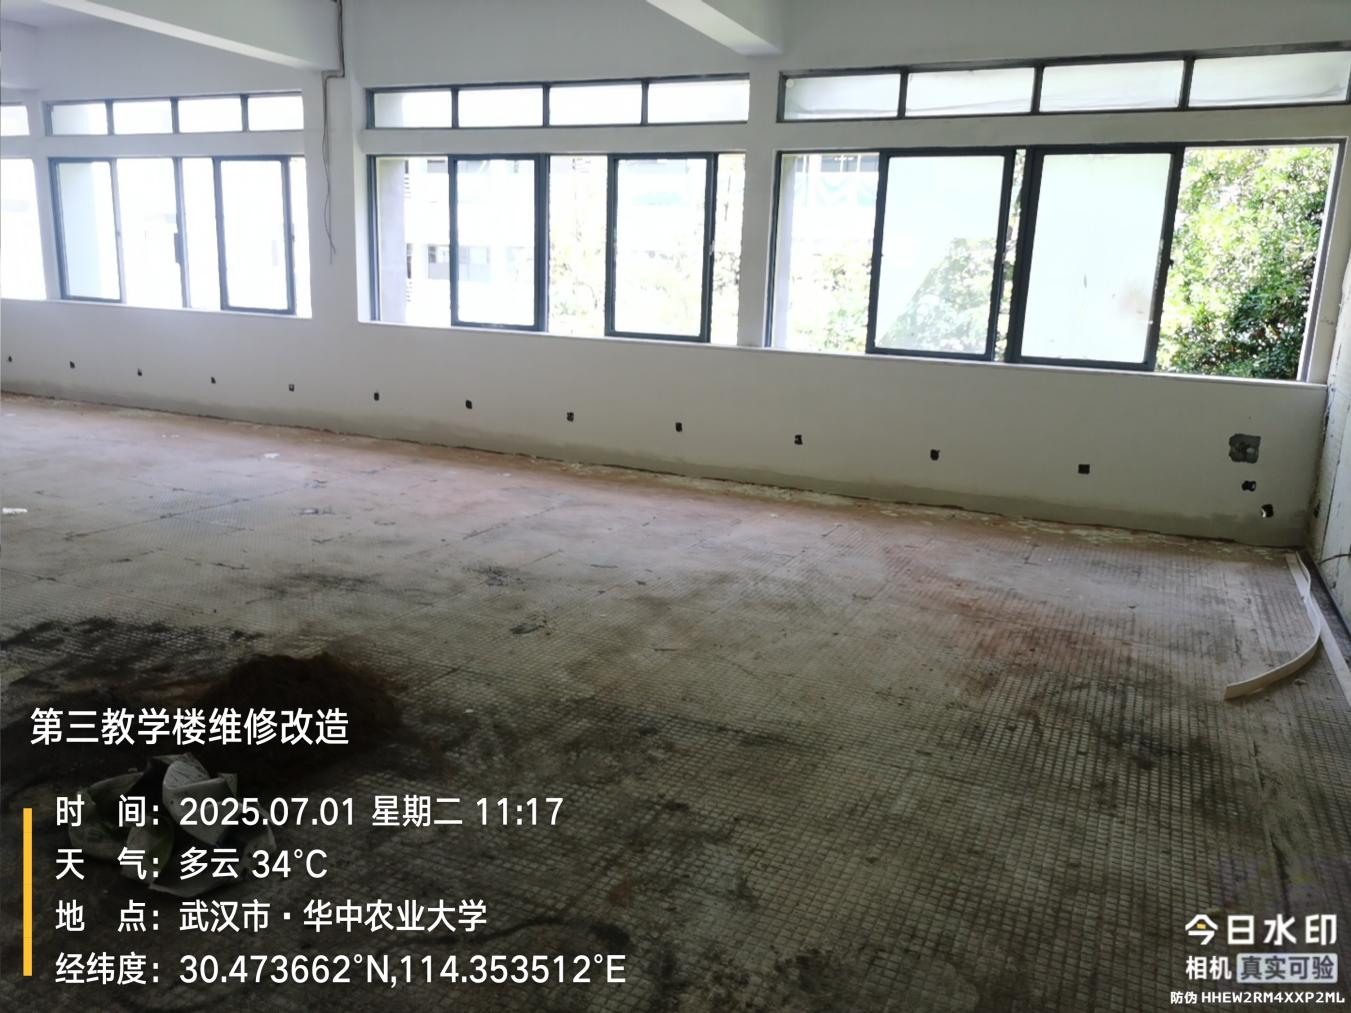 第三教学楼维修改造
时 间：2025.07.01 星期二 11:17
天 气：多云 34°C
地 点：武汉市·华中农业大学
经纬度：30.473662°N,114.353512°E
今日水印
相机 真实可验
防伪 HHEW2RM4XXP2ML